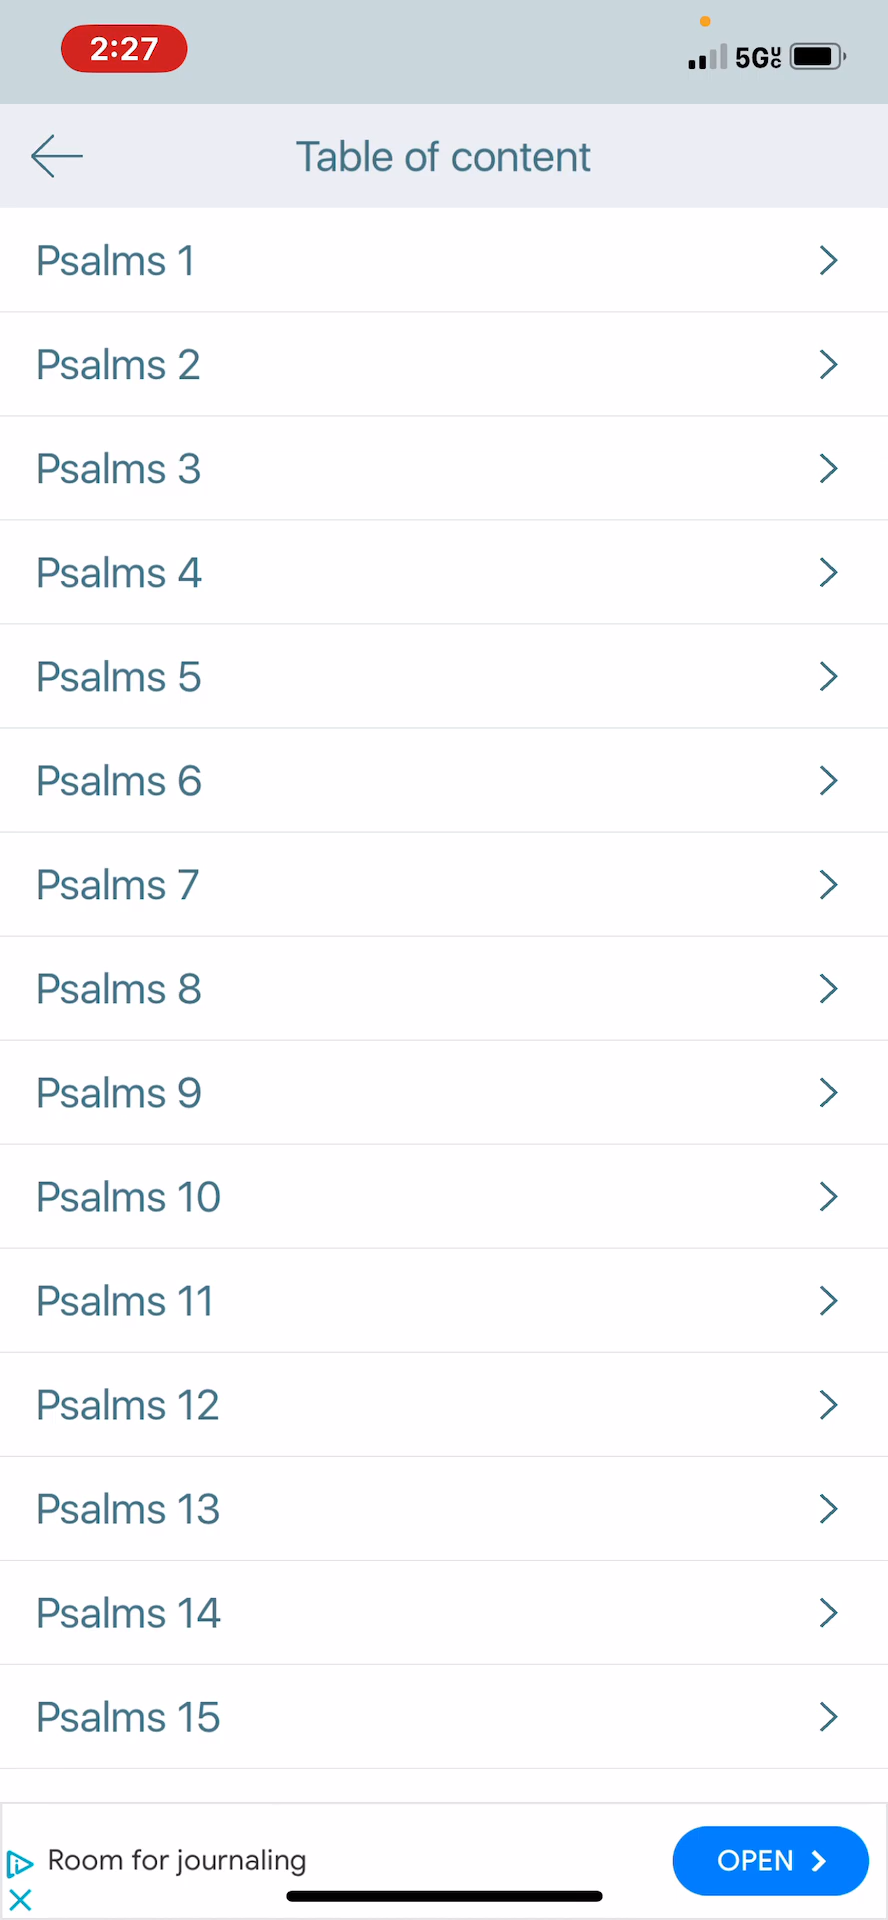 2:27
5GUC
Table of content
Psalms 1
Psalms 2
Psalms 3
Psalms 4
Psalms 5
Psalms 6
Psalms 7
Psalms 8
Psalms 9
Psalms 10
Psalms 11
Psalms 12
Psalms 13
Psalms 14
Psalms 15
Room for journaling
OPEN